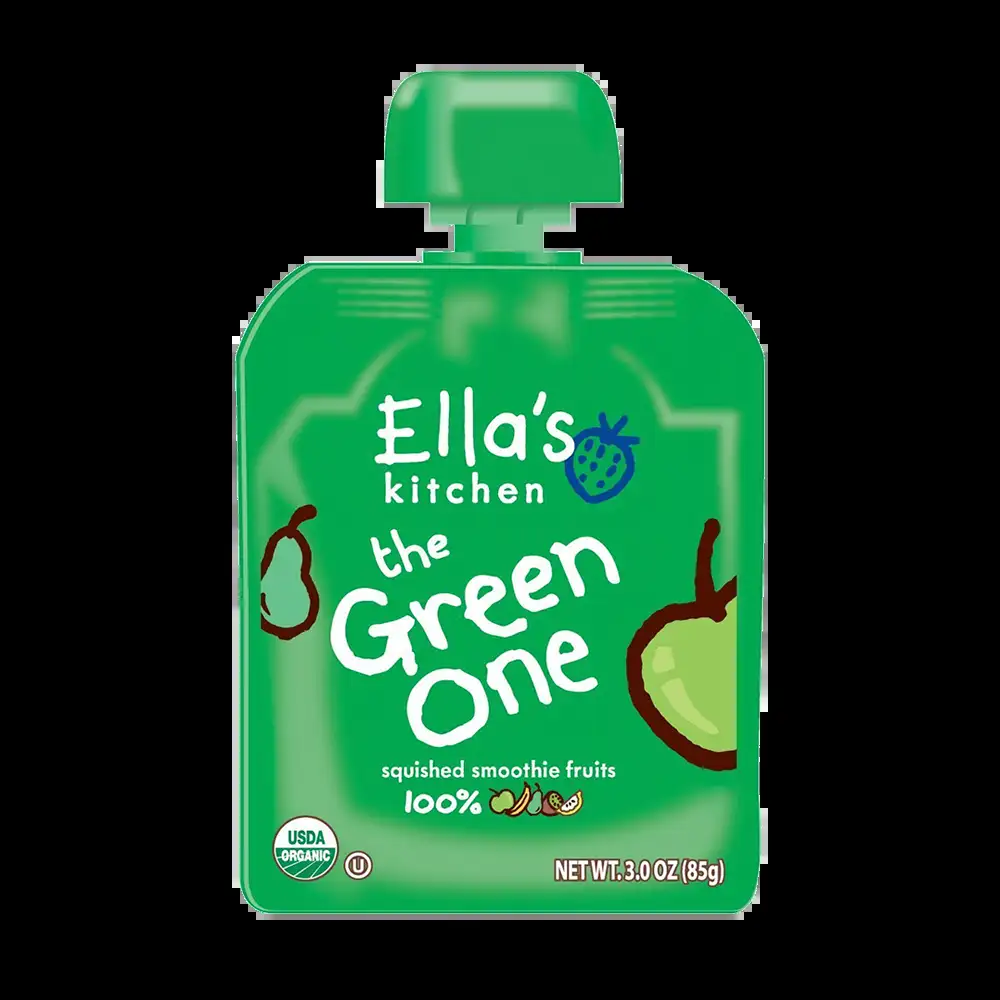 Ella's
kitchen
the
Green
One
squished smoothie fruits
100%
USDA
ORGANIC
U
NET WT. 3.0 OZ (85g)